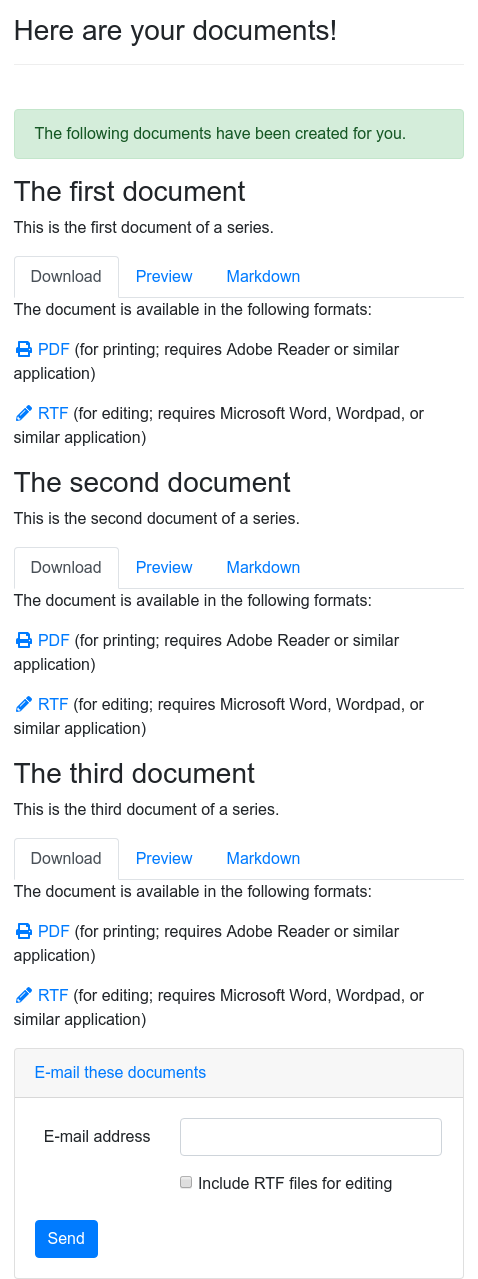 Here are your documents!
The following documents have been created for you.
The first document
This is the first document of a series.
Download Preview Markdown
The document is available in the following formats:
PDF (for printing; requires Adobe Reader or similar
application)
RTF (for editing; requires Microsoft Word, Wordpad, or
similar application)
The second document
This is the second document of a series.
Download Preview Markdown
The document is available in the following formats:
PDF (for printing; requires Adobe Reader or similar
application)
RTF (for editing; requires Microsoft Word, Wordpad, or
similar application)
The third document
This is the third document of a series.
Download Preview Markdown
The document is available in the following formats:
PDF (for printing; requires Adobe Reader or similar
application)
RTF (for editing; requires Microsoft Word, Wordpad, or
similar application)
E-mail these documents
E-mail address
Include RTF files for editing
Send